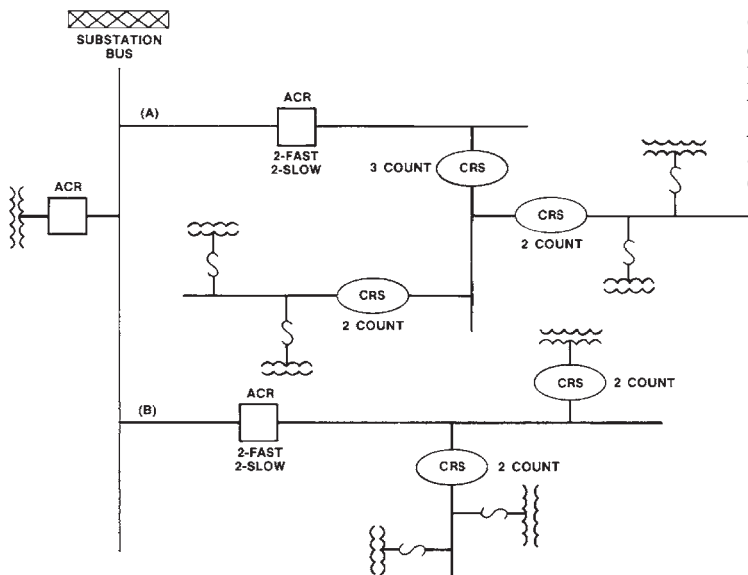 SUBSTATION
BUS
(A)
ACR
2-FAST
2-SLOW
3 COUNT
CRS
ACR
CRS
2 COUNT
CRS
2 COUNT
(B)
ACR
2-FAST
2-SLOW
CRS
2 COUNT
CRS
2 COUNT